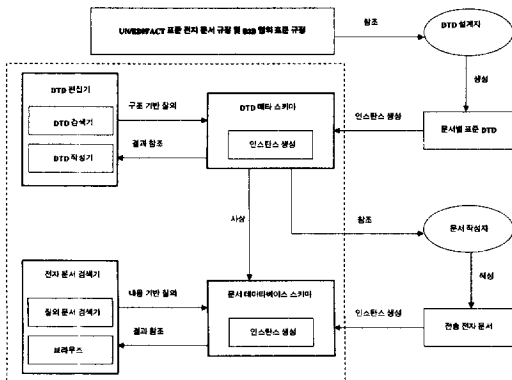 UN/EDIFACT 표준 전자 문서 규정 및 B2B 협회 표준 규정
참조
DTD 설계자
생성
DTD 편집기
DTD 검색기
DTD 작성기
구조 기반 질의
결과 참조
DTD 메타 스키마
인스턴스 생성
인스턴스 생성
문서별 표준 DTD
사상
참조
문서 작성자
작성
전자 문서 검색기
질의 문서 검색기
브라우즈
내용 기반 질의
결과 참조
문서 데이타베이스 스키마
인스턴스 생성
인스턴스 생성
전송 전자 문서